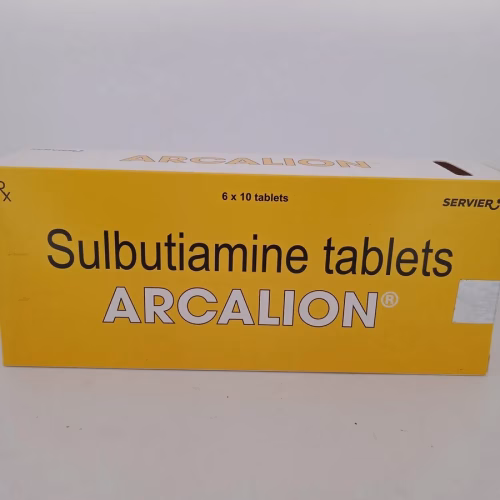 ARCALION
Rx
6 x 10 tablets
SERVIER
Sulbutiamine tablets
ARCALION®